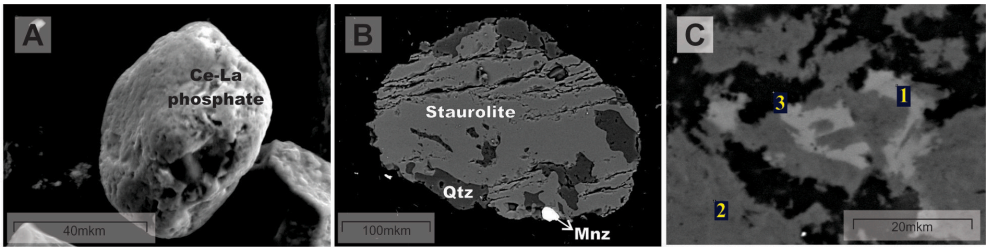 A
Ce-La
phosphate
40mkm
B
Staurolite
Qtz
Mnz
100mkm
C
1
3
2
20mkm